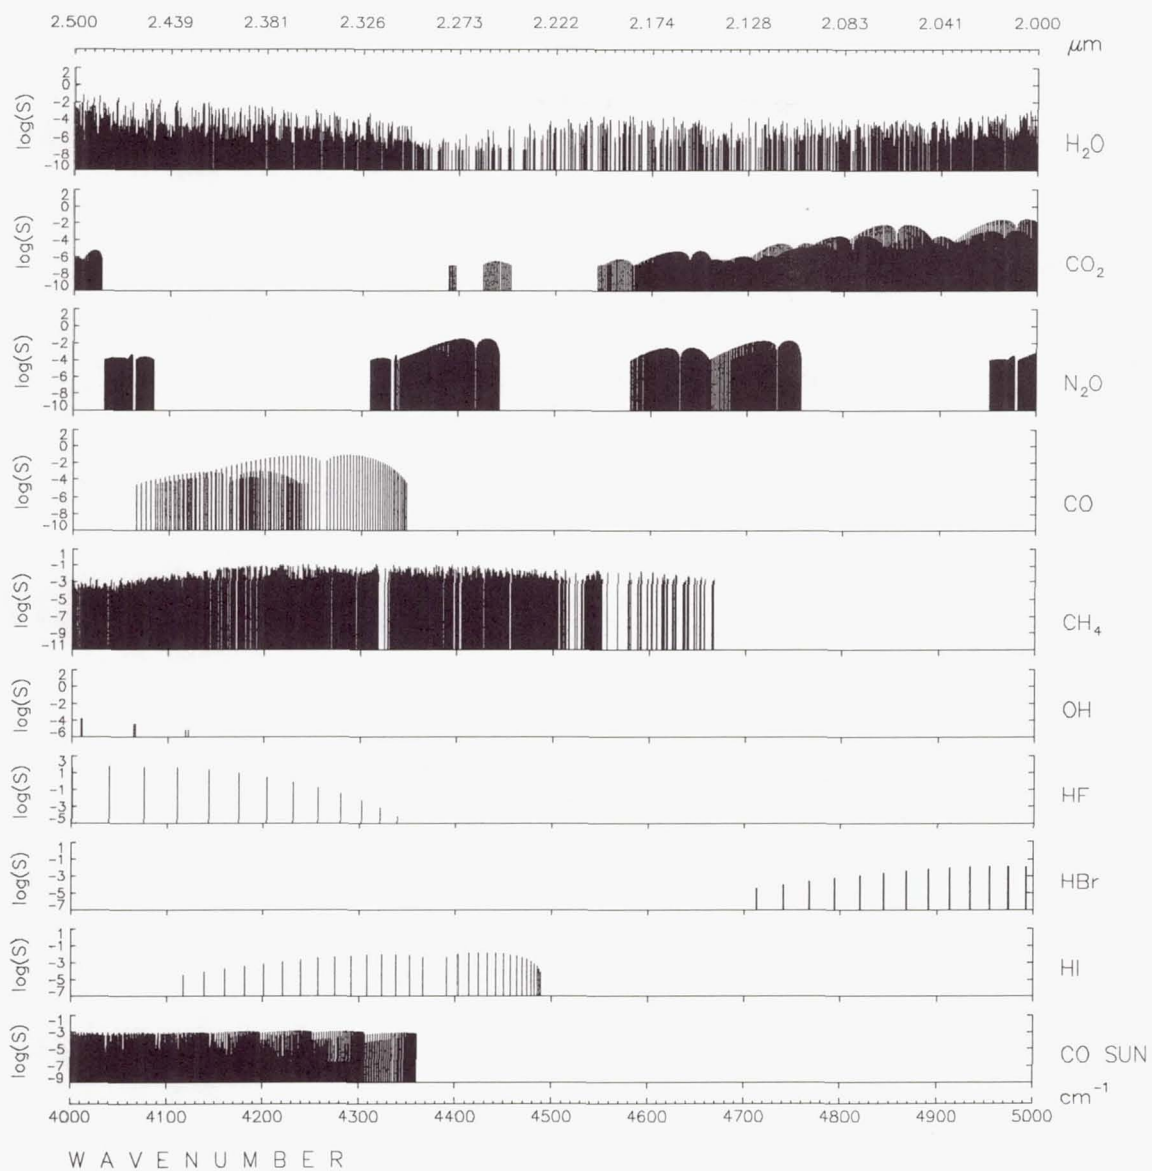 2.500 2.439 2.381 2.326 2.273 2.222 2.174 2.128 2.083 2.041 2.000
μm
2
0
-2
-4
-6
-8
-10
log(S)
H₂O
2
0
-2
-4
-6
-8
-10
log(S)
CO₂
2
0
-2
-4
-6
-8
-10
log(S)
N₂O
2
0
-2
-4
-6
-8
-10
log(S)
CO
1
-1
-3
-5
-7
-9
-11
log(S)
CH₄
2
0
-2
-4
-6
log(S)
OH
3
1
-1
-3
-5
log(S)
HF
1
-1
-3
-5
-7
log(S)
HBr
1
-1
-3
-5
-7
log(S)
HI
-1
-3
-5
-7
-9
log(S)
CO SUN
cm⁻¹
4000 4100 4200 4300 4400 4500 4600 4700 4800 4900 5000
WAVENUMBER